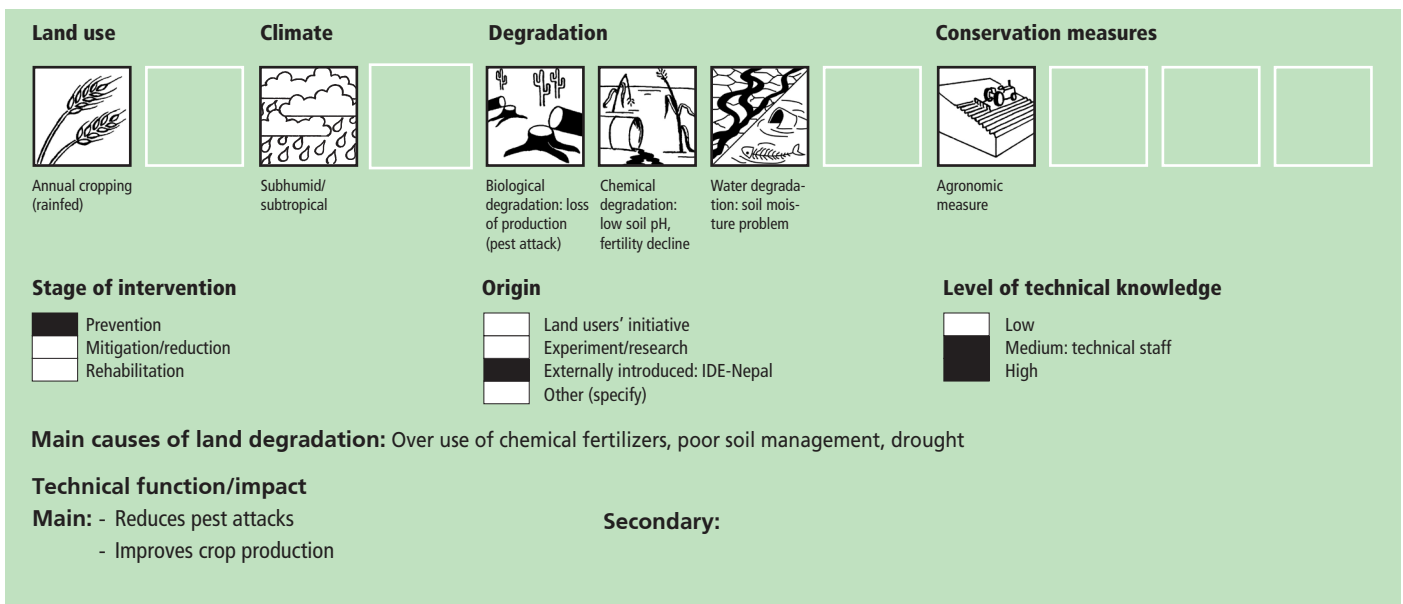 Land use
Climate
Degradation
Conservation measures
Annual cropping
(rainfed)
Subhumid/
subtropical
Biological
degradation: loss
of production
(pest attack)
Chemical
degradation:
low soil pH,
fertility decline
Water degrada-
tion: soil mois-
ture problem
Agronomic
measure
Stage of intervention
Prevention
Mitigation/reduction
Rehabilitation
Origin
Land users' initiative
Experiment/research
Externally introduced: IDE-Nepal
Other (specify)
Level of technical knowledge
Low
Medium: technical staff
High
Main causes of land degradation: Over use of chemical fertilizers, poor soil management, drought
Technical function/impact
Main: - Reduces pest attacks
- Improves crop production
Secondary: